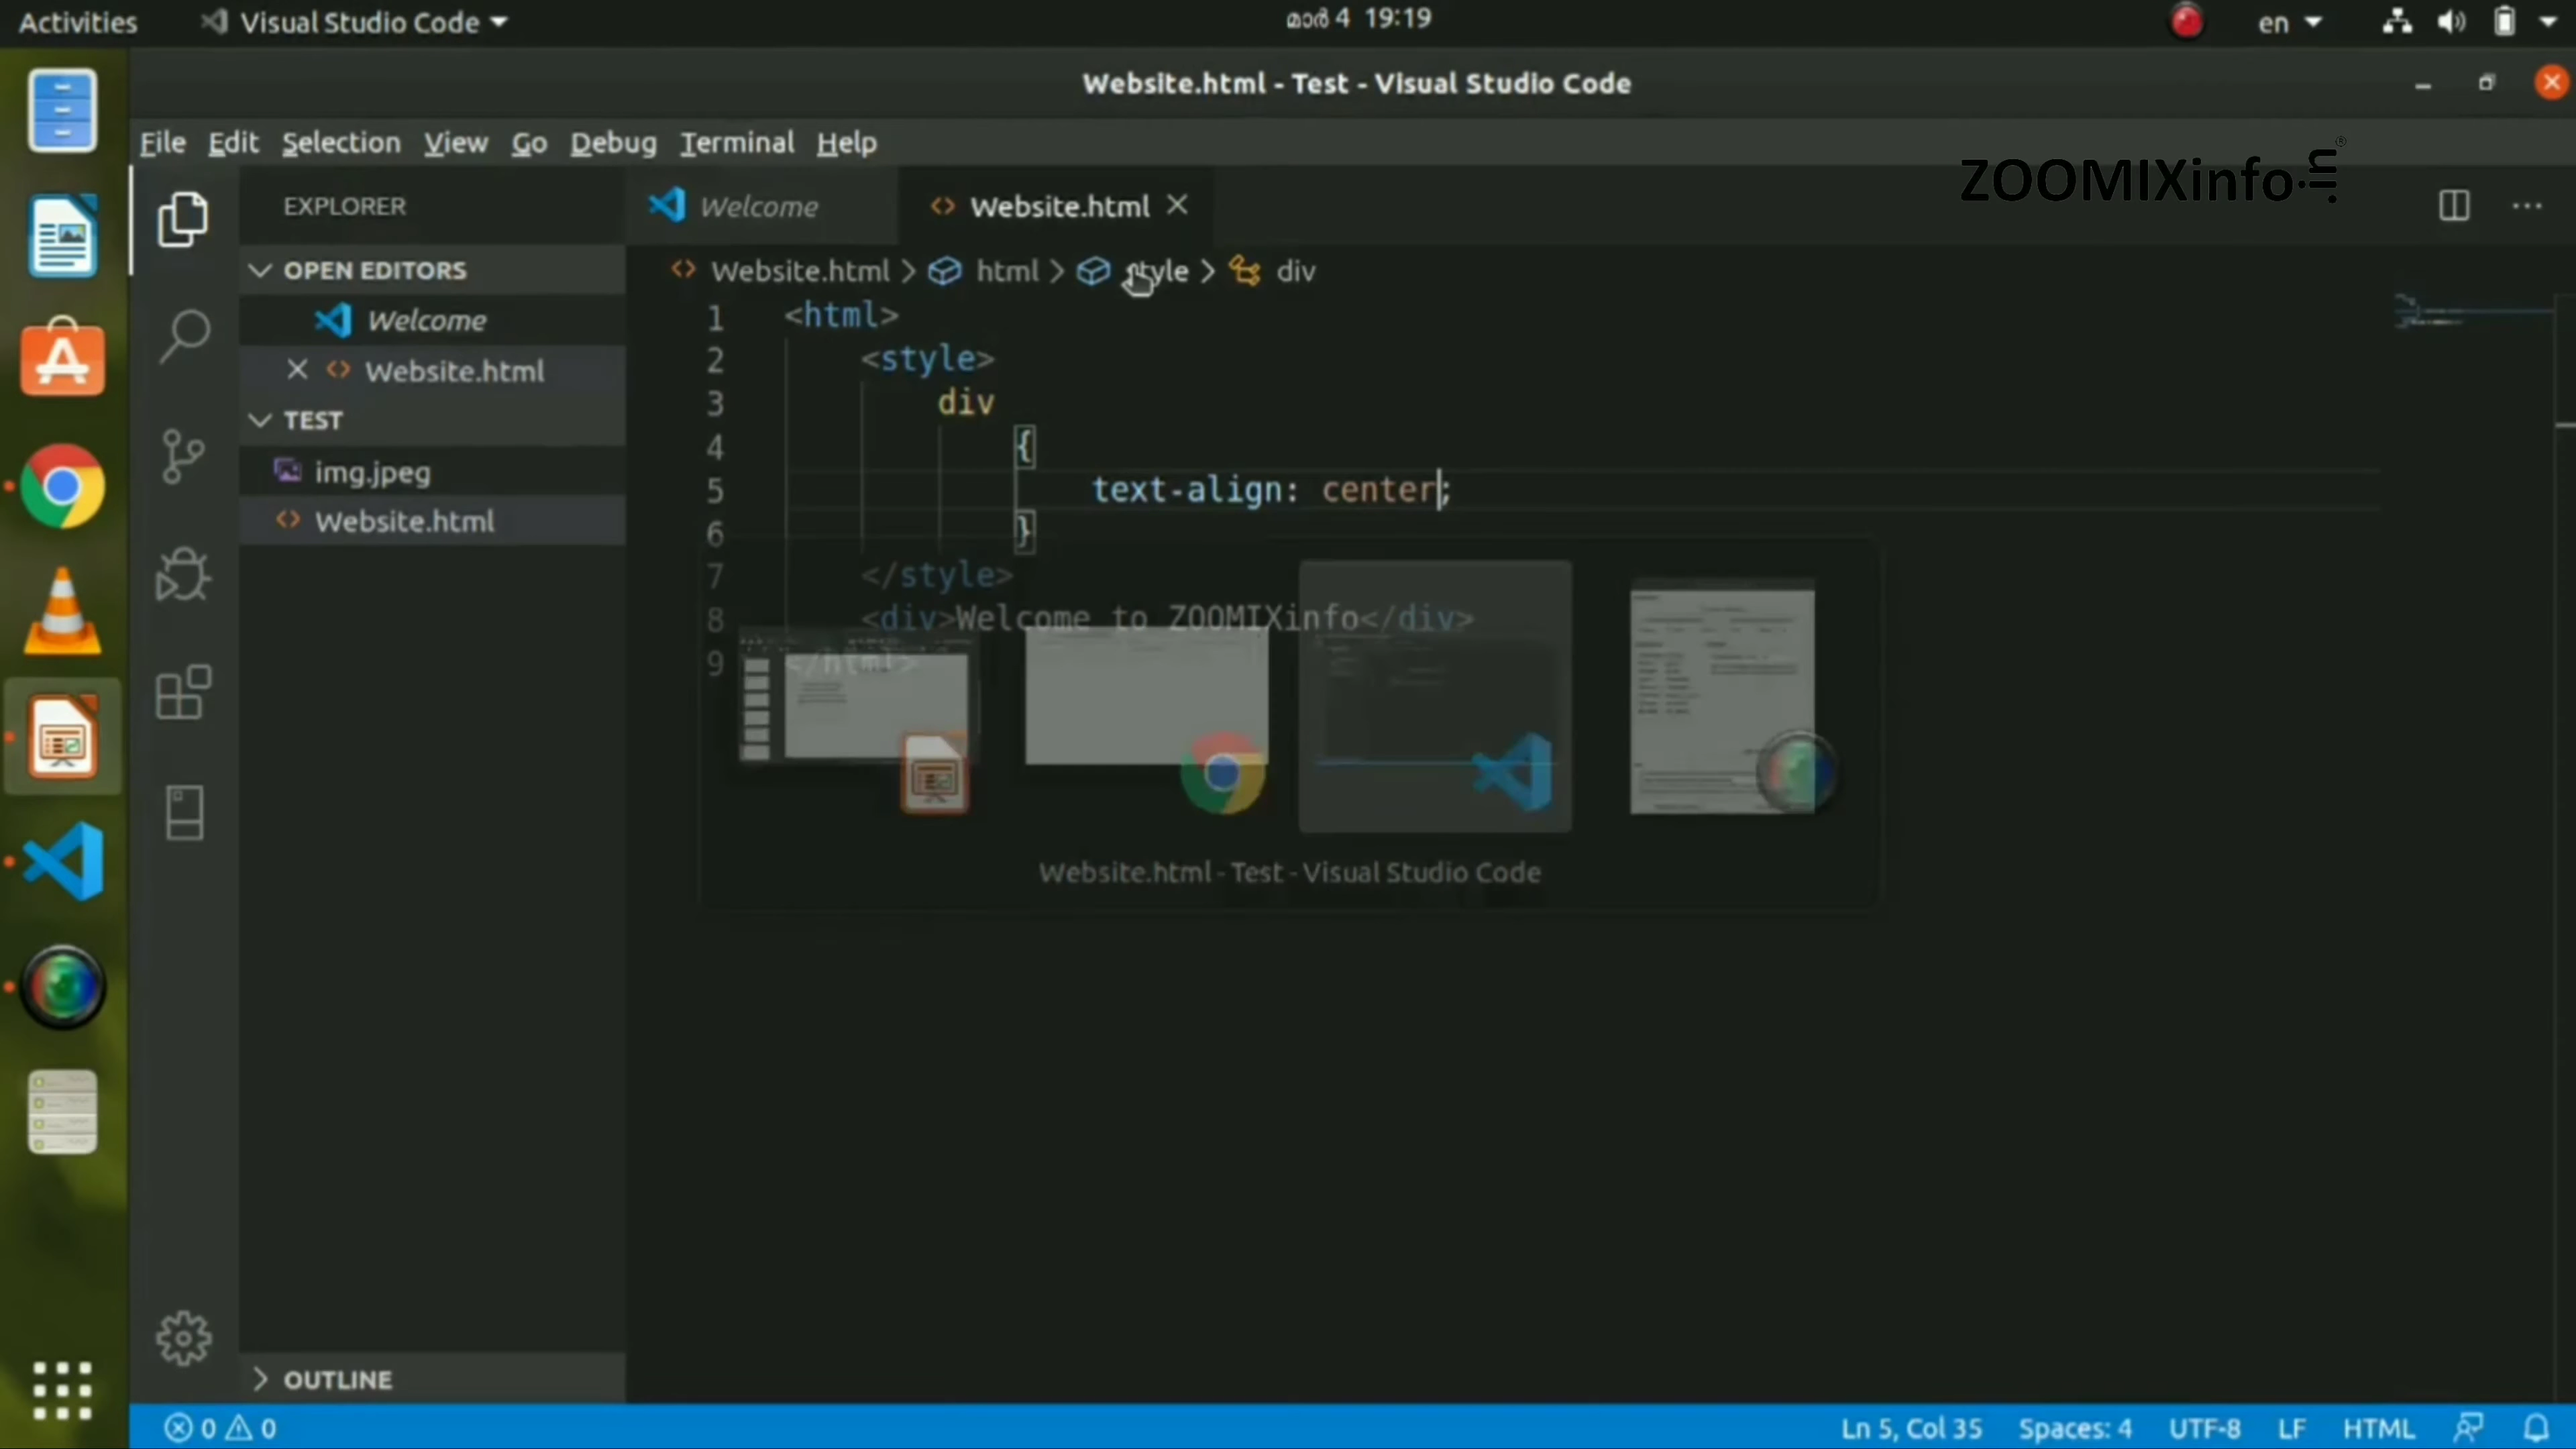 Activities Visual Studio Code മാർ 4 19:19 en
Website.html - Test - Visual Studio Code
File Edit Selection View Go Debug Terminal Help
ZOOMIXinfo.in®
EXPLORER Welcome Website.html
OPEN EDITORS Website.html > html > style > div
Welcome
Website.html
TEST
img.jpeg
Website.html
1 <html>
2 <style>
3 div
4 {
5 text-align: center;
6 }
7 </style>
8 <div>Welcome to ZOOMIXinfo</div>
9 </html>
Website.html - Test - Visual Studio Code
OUTLINE
0 0 Ln 5, Col 35 Spaces: 4 UTF-8 LF HTML